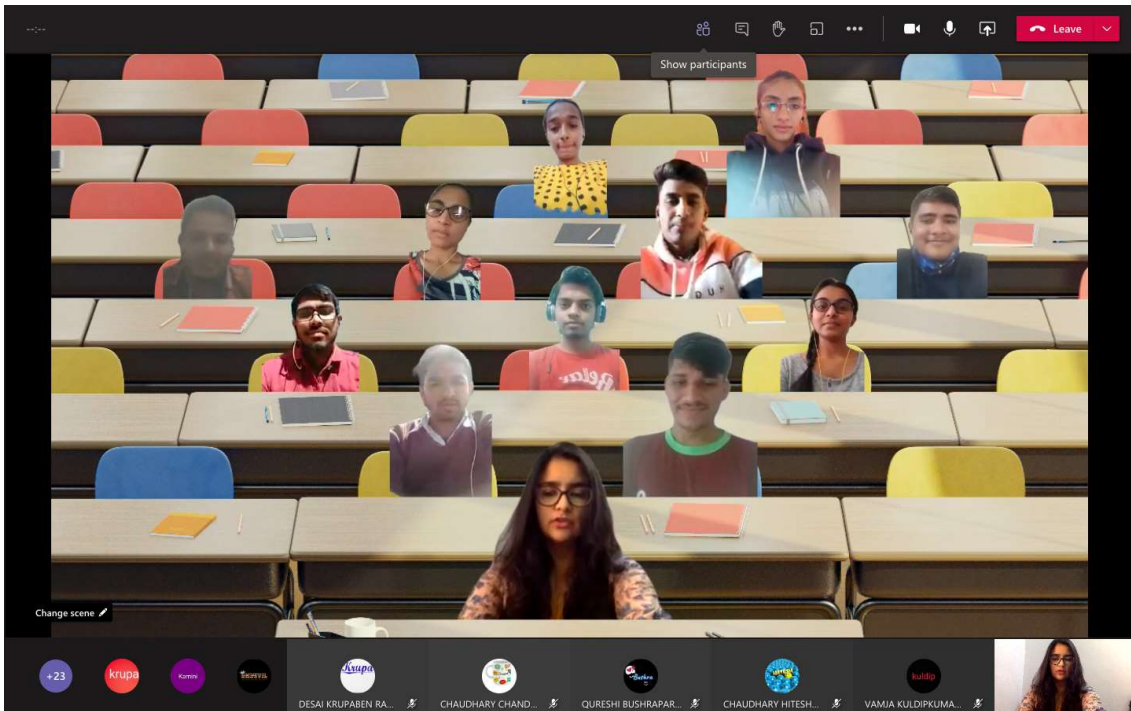 --:--
Leave
Show participants
DUP
Change scene
+23
krupa
Kamini
Krupa
kuldip
DESAI KRUPABEN RA...
CHAUDHARY CHAND...
QURESHI BUSHRAPAR...
CHAUDHARY HITESH...
VAMJA KULDIPKUMA...